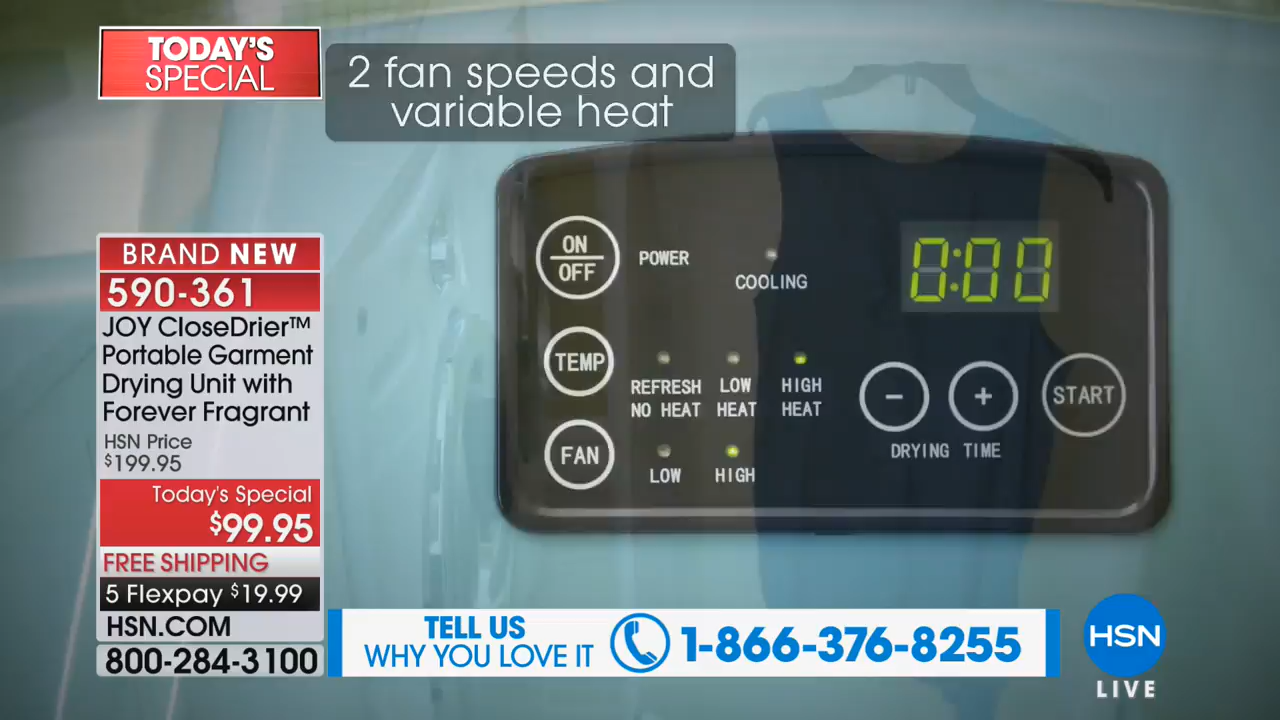 TODAY'S
SPECIAL
2 fan speeds and
variable heat
BRAND NEW
590-361
JOY CloseDrier™
Portable Garment
Drying Unit with
Forever Fragrant
HSN Price
$199.95
Today's Special
$99.95
FREE SHIPPING
5 Flexpay $19.99
HSN.COM
800-284-3100
ON
OFF
POWER
COOLING
0:00
TEMP
REFRESH
NO HEAT
LOW
HEAT
HIGH
HEAT
-
+
START
DRYING TIME
FAN
LOW
HIGH
TELL US
WHY YOU LOVE IT
1-866-376-8255
HSN
LIVE